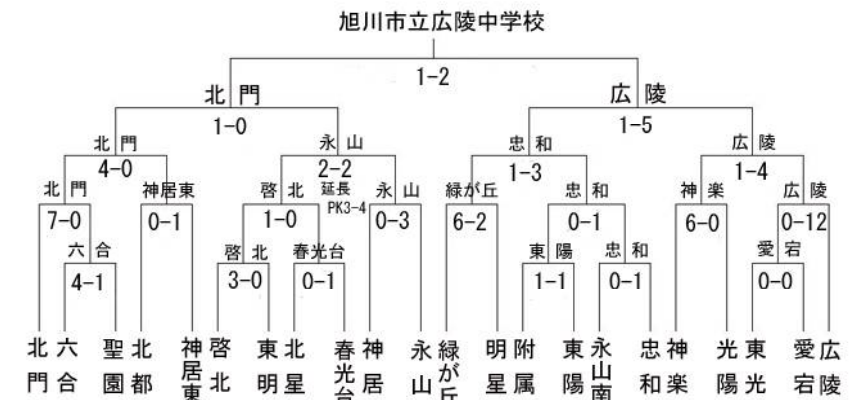 旭川市立広陵中学校
1-2
北門 広陵
1-0 1-5
北門 永山 忠和 広陵
4-0 2-2 1-3 1-4
北門 神居東 啓北 延長 永山 緑が丘 忠和 神楽 広陵
PK3-4
7-0 0-1 1-0 0-3 6-2 0-1 6-0 0-12
六合 啓北 春光台 東陽 忠和 愛宕
4-1 3-0 0-1 1-1 0-1 0-0
北門 六合 聖園 北都 神居東 啓北 東明 北星 春光台 神居 永山 緑が丘 明星 附属 東陽 永山南 忠和 神楽 光陽 東光 愛宕 広陵